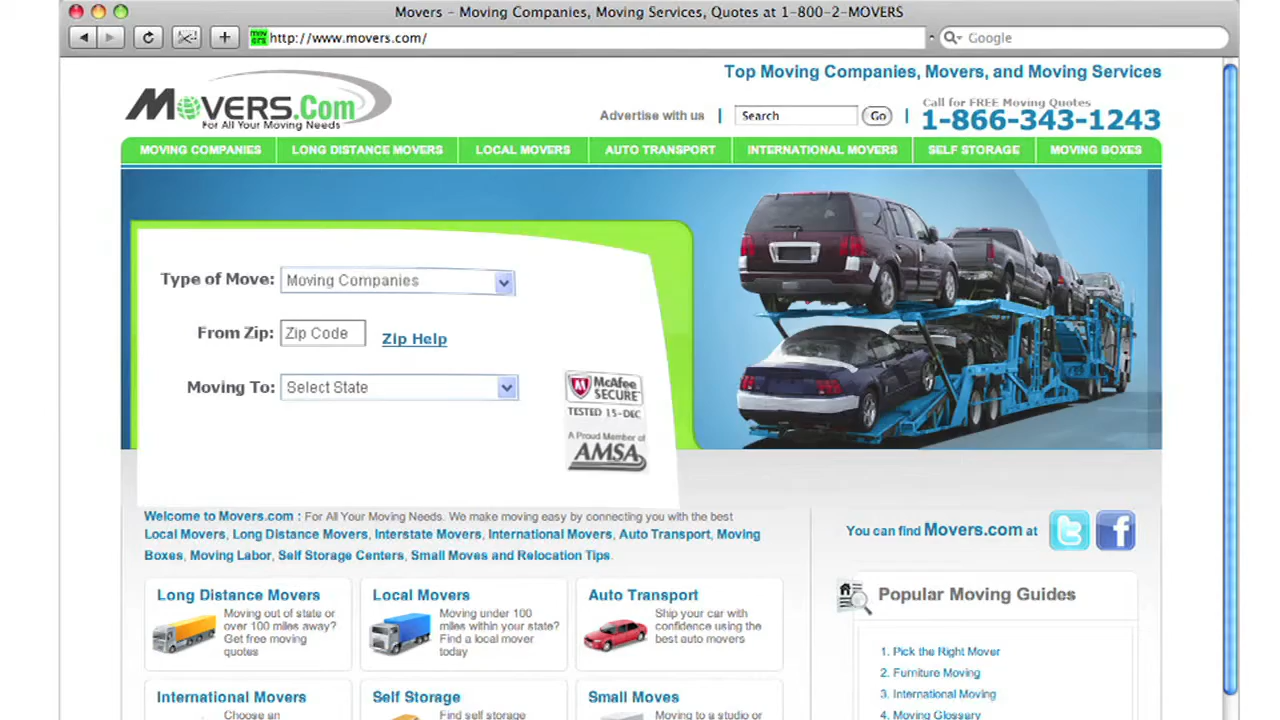 Movers - Moving Companies, Moving Services, Quotes at 1-800-2-MOVERS
http://www.movers.com/
Google
Top Moving Companies, Movers, and Moving Services
MOVERS.Com
For All Your Moving Needs
Advertise with us | Search Go |
Call for FREE Moving Quotes
1-866-343-1243
MOVING COMPANIES LONG DISTANCE MOVERS LOCAL MOVERS AUTO TRANSPORT INTERNATIONAL MOVERS SELF STORAGE MOVING BOXES
Type of Move: Moving Companies
From Zip: Zip Code Zip Help
Moving To: Select State
McAfee
SECURE
TESTED 15-DEC
A Proud Member of
AMSA
Welcome to Movers.com : For All Your Moving Needs. We make moving easy by connecting you with the best
Local Movers, Long Distance Movers, Interstate Movers, International Movers, Auto Transport, Moving
Boxes, Moving Labor, Self Storage Centers, Small Moves and Relocation Tips.
You can find Movers.com at
Long Distance Movers
Moving out of state or
over 100 miles away?
Get free moving
quotes
Local Movers
Moving under 100
miles within your state?
Find a local mover
today
Auto Transport
Ship your car with
confidence using the
best auto movers
International Movers
Choose an
Self Storage
Find self storage
Small Moves
Moving to a studio or
Popular Moving Guides
1. Pick the Right Mover
2. Furniture Moving
3. International Moving
4. Moving Glossary